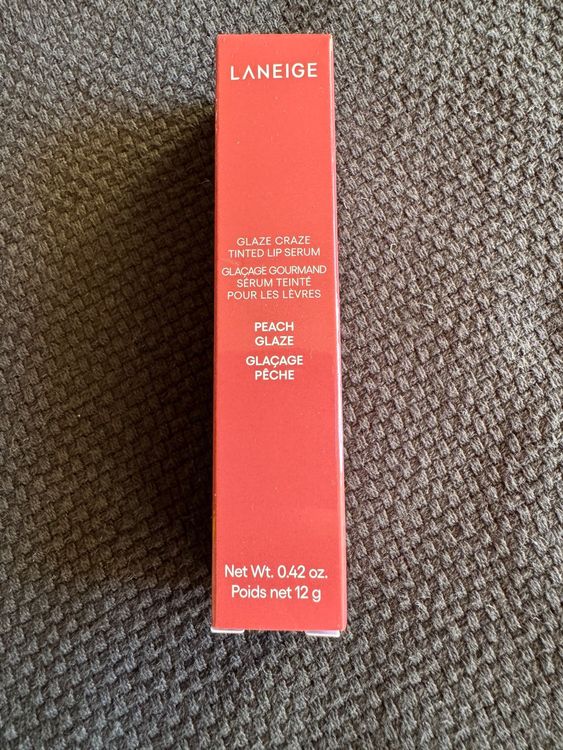 LANEIGE
GLAZE CRAZE
TINTED LIP SERUM
GLAÇAGE GOURMAND
SÉRUM TEINTÉ
POUR LES LÈVRES
PEACH
GLAZE
GLAÇAGE
PÊCHE
Net Wt. 0.42 oz.
Poids net 12 g